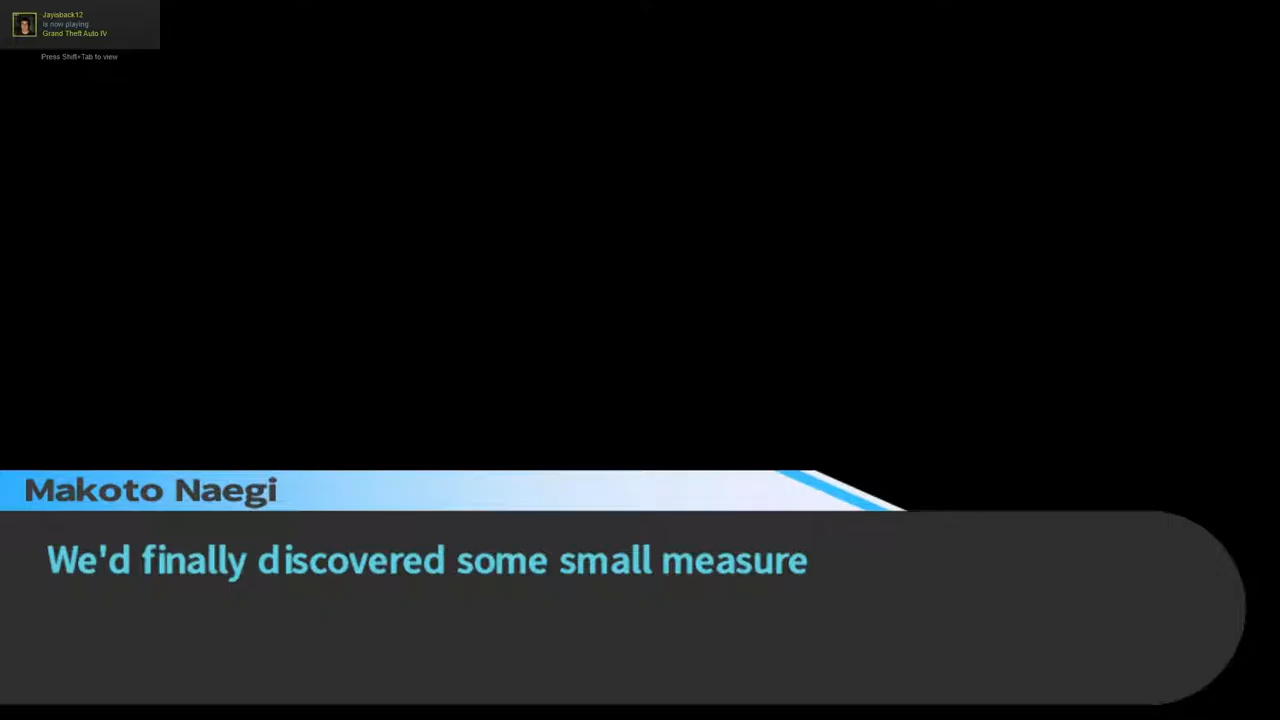 Jayisback12
is now playing
Grand Theft Auto IV
Press Shift+Tab to view
Makoto Naegi
We'd finally discovered some small measure